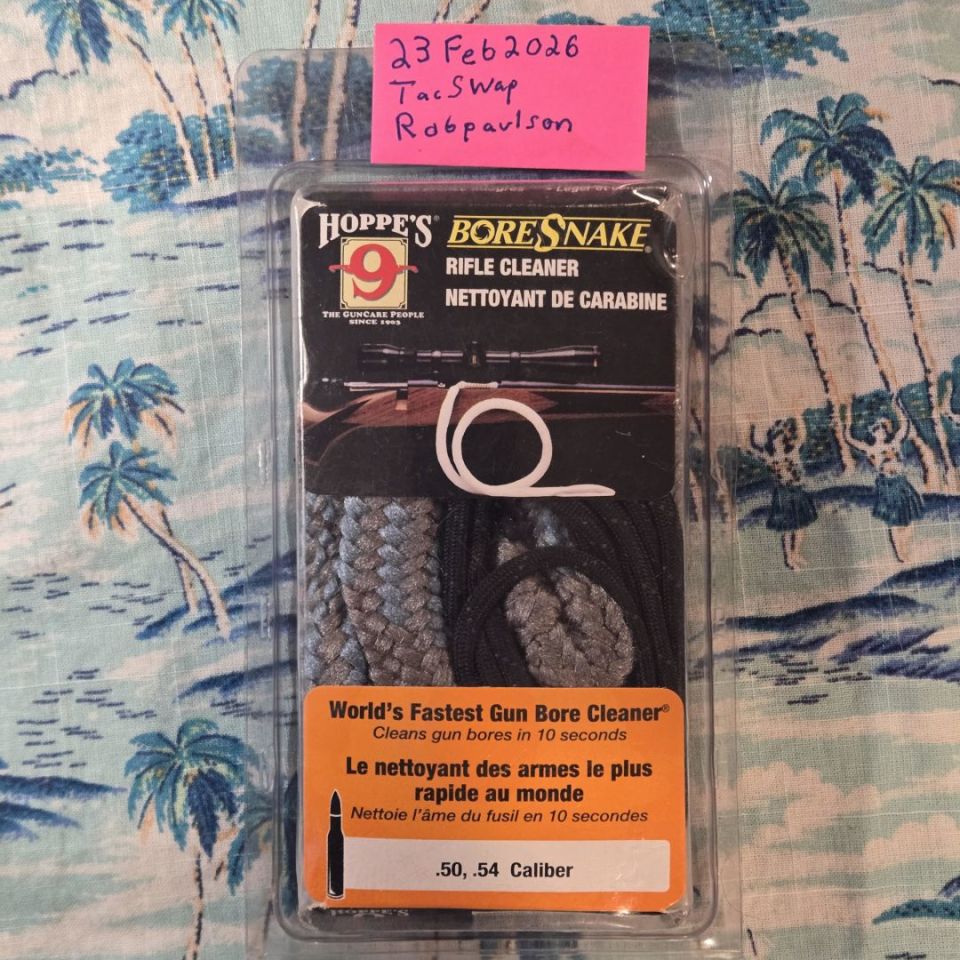 23 Feb 2026
TacSwap
Robpaulson
HOPPE'S®
9
THE GUNCARE PEOPLE
SINCE 1903
BORESNAKE®
RIFLE CLEANER
NETTOYANT DE CARABINE
World's Fastest Gun Bore Cleaner®
Cleans gun bores in 10 seconds
Le nettoyant des armes le plus
rapide au monde
Nettoie l'âme du fusil en 10 secondes
.50, .54 Caliber
HOPPE'S